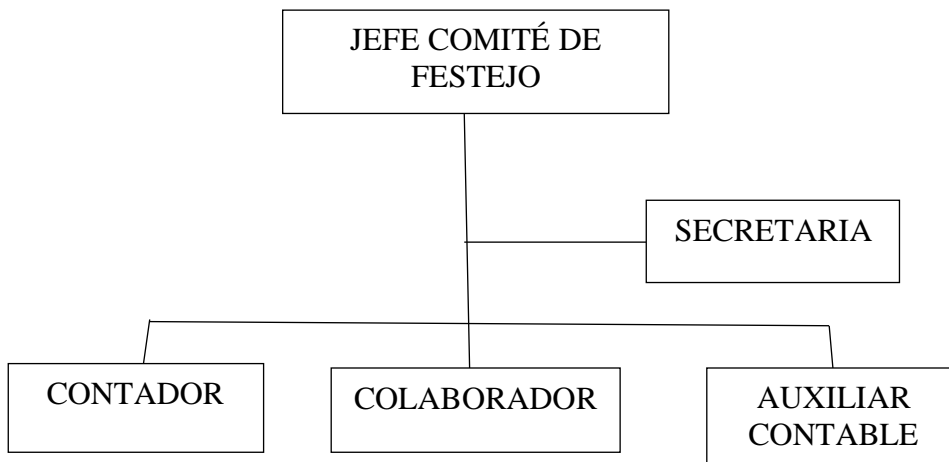 JEFE COMITÉ DE
FESTEJO
SECRETARIA
CONTADOR
COLABORADOR
AUXILIAR
CONTABLE